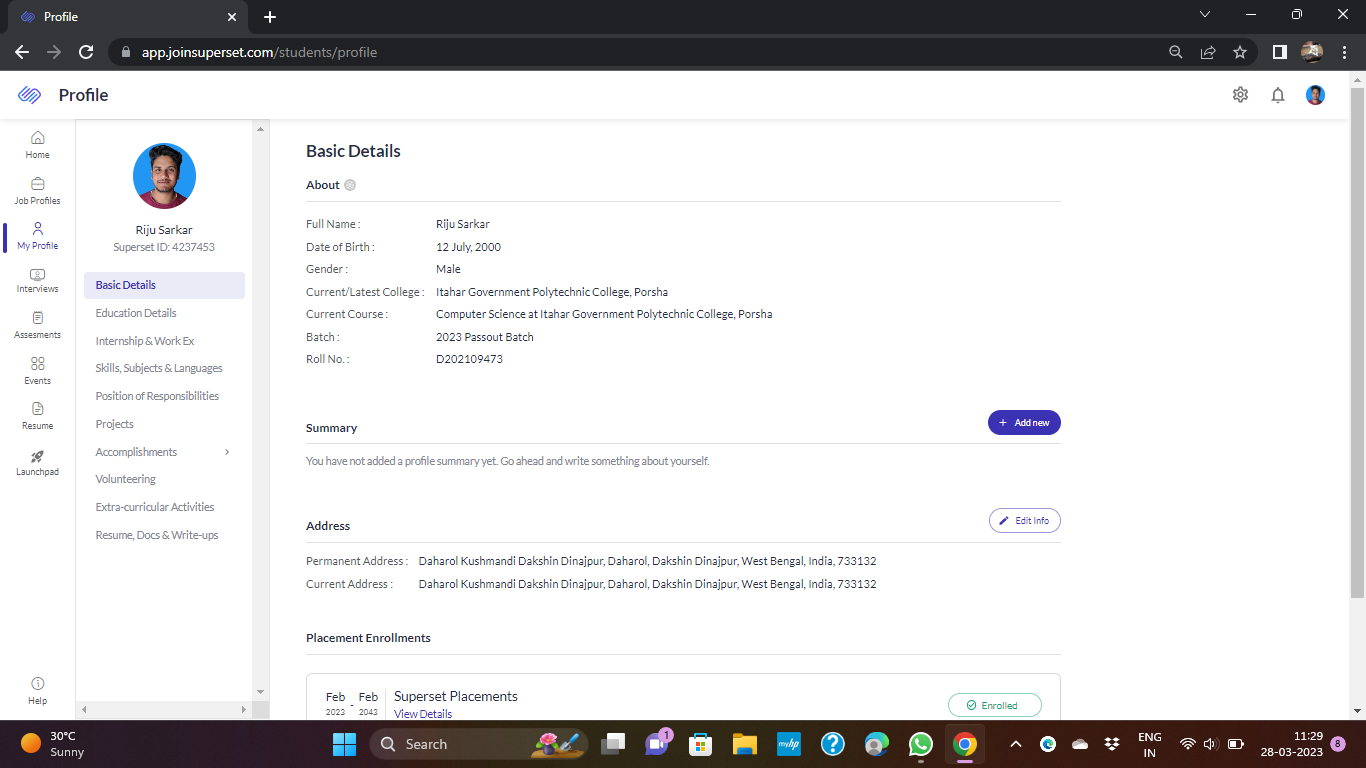 Profile
app.joinsuperset.com/students/profile
Profile
Home
Job Profiles
My Profile
Interviews
Assesments
Events
Resume
Launchpad
Help
Riju Sarkar
Superset ID: 4237453
Basic Details
Education Details
Internship & Work Ex
Skills, Subjects & Languages
Position of Responsibilities
Projects
Accomplishments
Volunteering
Extra-curricular Activities
Resume, Docs & Write-ups
Basic Details
About
Full Name : Riju Sarkar
Date of Birth : 12 July, 2000
Gender : Male
Current/Latest College : Itahar Government Polytechnic College, Porsha
Current Course : Computer Science at Itahar Government Polytechnic College, Porsha
Batch : 2023 Passout Batch
Roll No. : D202109473
Summary + Add new
You have not added a profile summary yet. Go ahead and write something about yourself.
Address Edit Info
Permanent Address : Daharol Kushmandi Dakshin Dinajpur, Daharol, Dakshin Dinajpur, West Bengal, India, 733132
Current Address : Daharol Kushmandi Dakshin Dinajpur, Daharol, Dakshin Dinajpur, West Bengal, India, 733132
Placement Enrollments
Feb - Feb Superset Placements
2023 2043 View Details
Enrolled
30°C
Sunny
Search
1
myhp
ENG
IN
11:29
28-03-2023
8